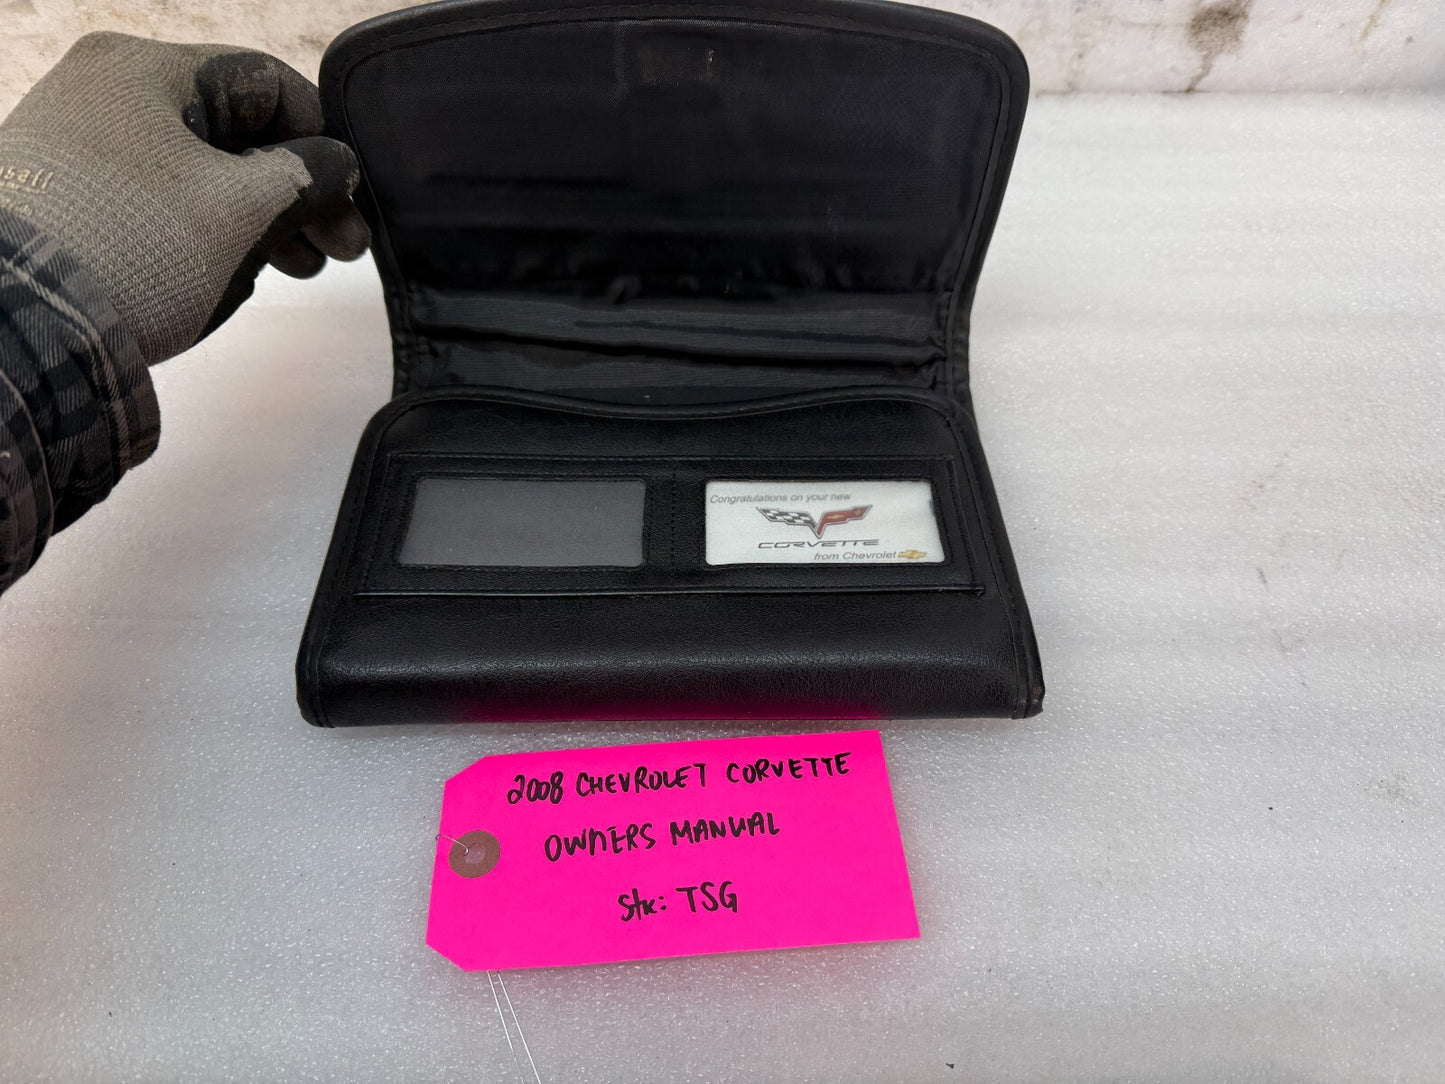 Congratulations on your new
CORVETTE
from Chevrolet
2008 CHEVROLET CORVETTE
OWNERS MANUAL
Stk: TSG